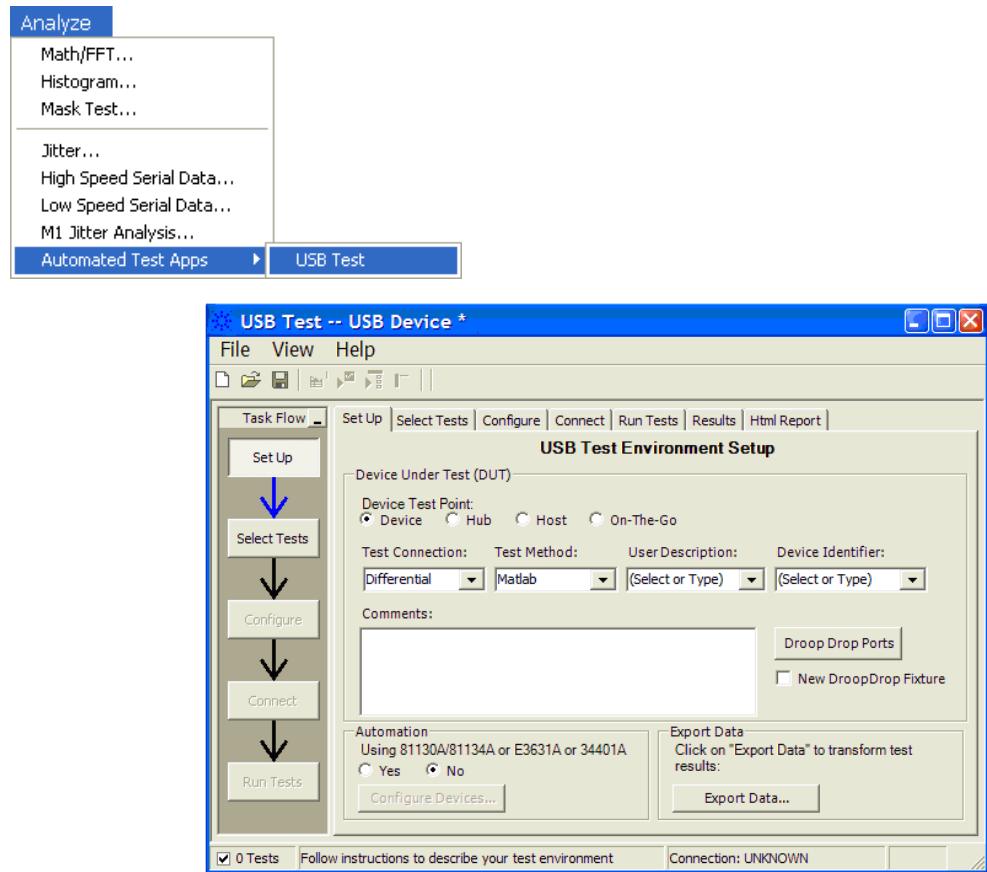 Analyze
Math/FFT...
Histogram...
Mask Test...
Jitter...
High Speed Serial Data...
Low Speed Serial Data...
M1 Jitter Analysis...
Automated Test Apps
USB Test
USB Test -- USB Device *
File View Help
Task Flow
Set Up
Select Tests
Configure
Connect
Run Tests
Set Up Select Tests Configure Connect Run Tests Results Html Report
USB Test Environment Setup
Device Under Test (DUT)
Device Test Point:
Device Hub Host On-The-Go
Test Connection: Test Method: User Description: Device Identifier:
Differential Matlab (Select or Type) (Select or Type)
Comments:
Droop Drop Ports
New DroopDrop Fixture
Automation
Using 81130A/81134A or E3631A or 34401A
Yes No
Configure Devices...
Export Data
Click on "Export Data" to transform test
results:
Export Data...
0 Tests Follow instructions to describe your test environment Connection: UNKNOWN